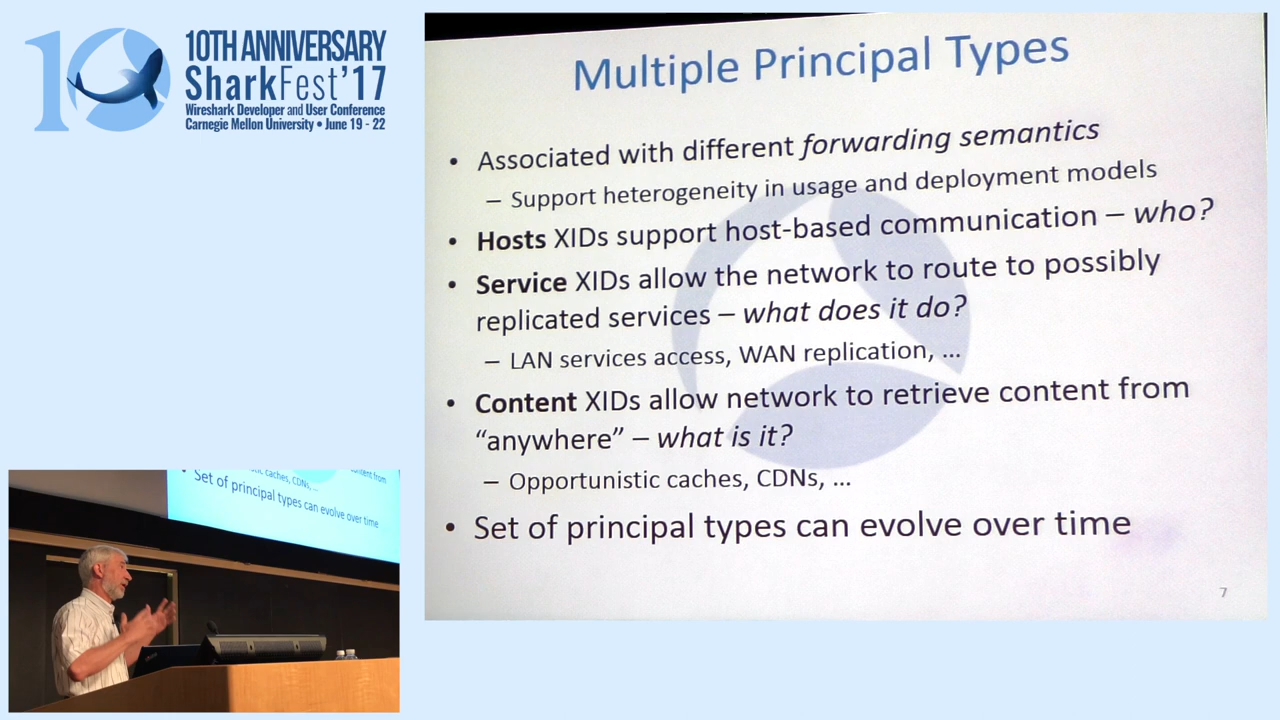 10
10TH ANNIVERSARY
SharkFest'17
Wireshark Developer and User Conference
Carnegie Mellon University • June 19 - 22
Multiple Principal Types
• Associated with different forwarding semantics
– Support heterogeneity in usage and deployment models
• Hosts XIDs support host-based communication – who?
• Service XIDs allow the network to route to possibly
replicated services – what does it do?
– LAN services access, WAN replication, ...
• Content XIDs allow network to retrieve content from
“anywhere” – what is it?
– Opportunistic caches, CDNs, ...
• Set of principal types can evolve over time
7
caches, CDNs, ...
from
• Set of principal types can evolve over time